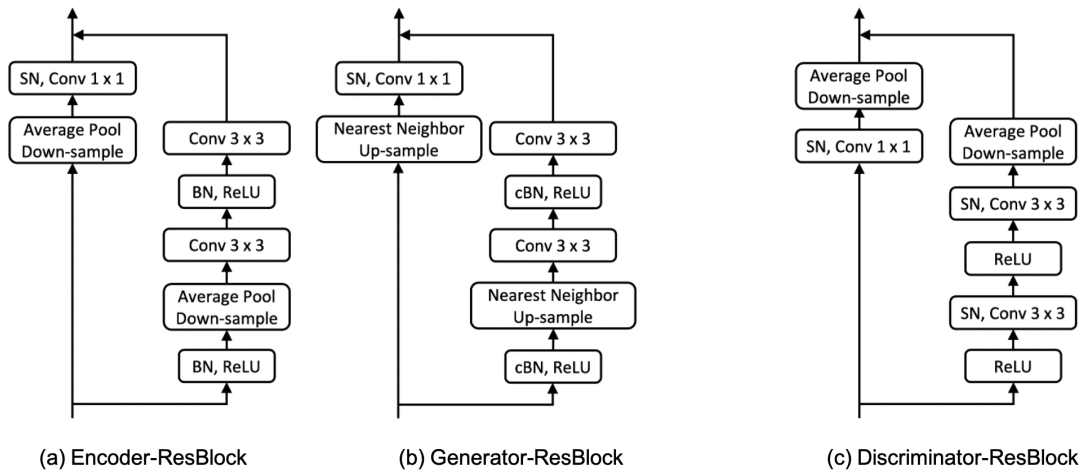 SN, Conv 1 x 1
Average Pool
Down-sample
Conv 3 x 3
BN, ReLU
Conv 3 x 3
Average Pool
Down-sample
BN, ReLU
(a) Encoder-ResBlock
SN, Conv 1 x 1
Nearest Neighbor
Up-sample
Conv 3 x 3
cBN, ReLU
Conv 3 x 3
Nearest Neighbor
Up-sample
cBN, ReLU
(b) Generator-ResBlock
Average Pool
Down-sample
SN, Conv 1 x 1
Average Pool
Down-sample
SN, Conv 3 x 3
ReLU
SN, Conv 3 x 3
ReLU
(c) Discriminator-ResBlock